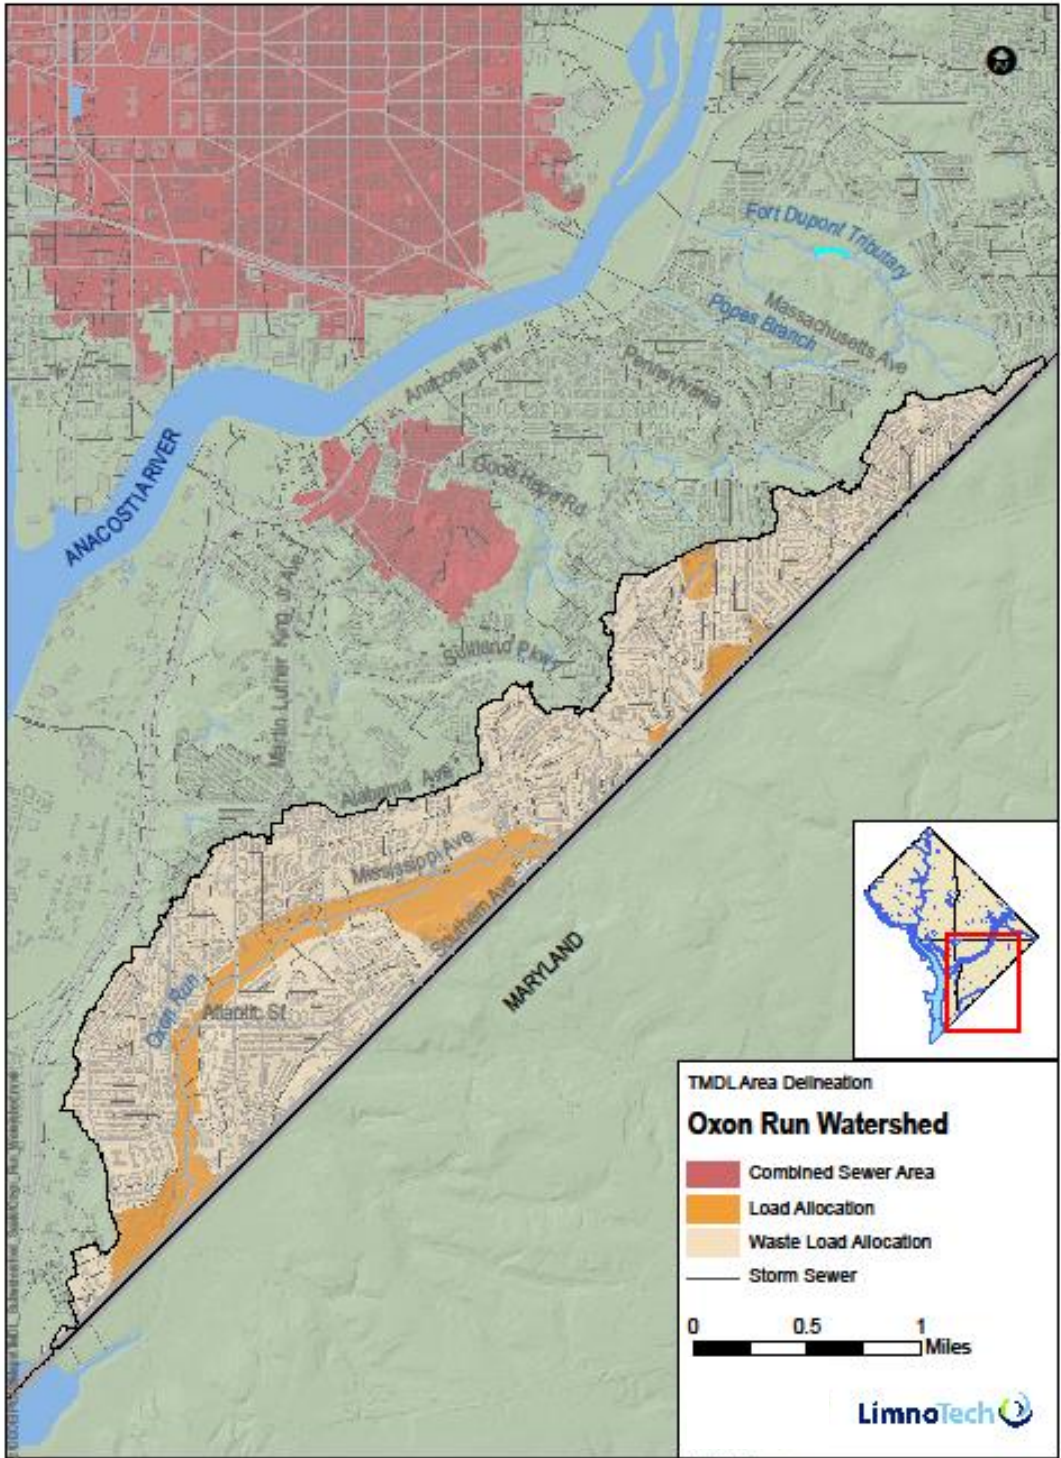 Fort Dupont Tributary
Massachusetts Ave
Popes Branch
Pennsylvania
Anacostia Fwy
ANACOSTIA RIVER
Good Hope Rd
Martin Luther King Jr Ave
Suitland Pkwy
Alabama Ave
Mississippi Ave
Southern Ave
MARYLAND
Oxon Run
Atlantic St
TMDL Area Delineation
Oxon Run Watershed
Combined Sewer Area
Load Allocation
Waste Load Allocation
Storm Sewer
0 0.5 1
Miles
LimnoTech